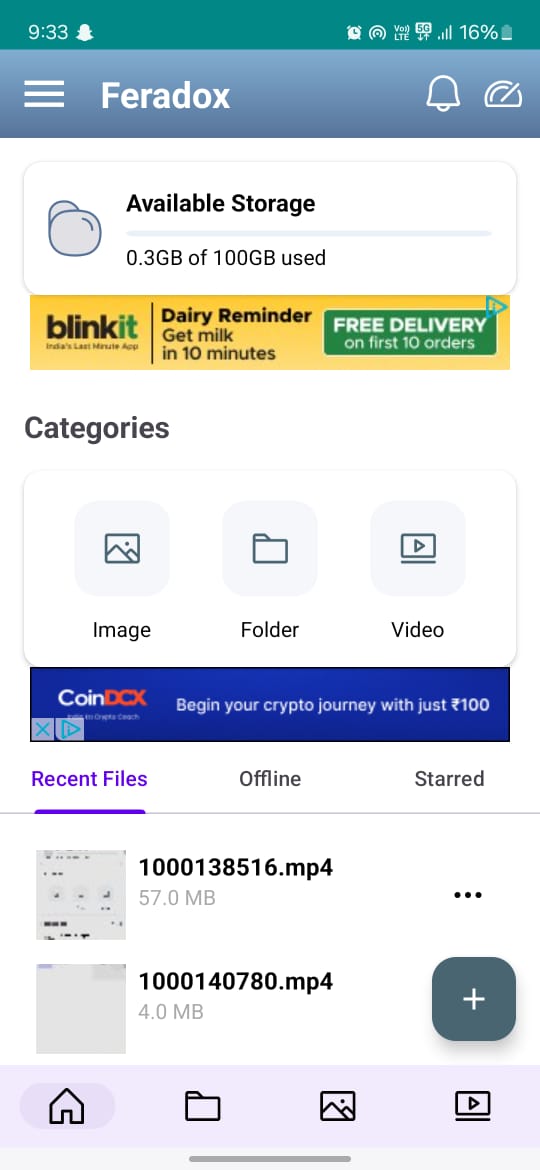 9:33
Vo) LTE 5G 16%
Feradox
Available Storage
0.3GB of 100GB used
blinkit
India's Last Minute App
Dairy Reminder
Get milk
in 10 minutes
FREE DELIVERY
on first 10 orders
Categories
Image Folder Video
CoinDCX
Begin your crypto journey with just ₹100
Recent Files Offline Starred
1000138516.mp4
57.0 MB
1000140780.mp4
4.0 MB